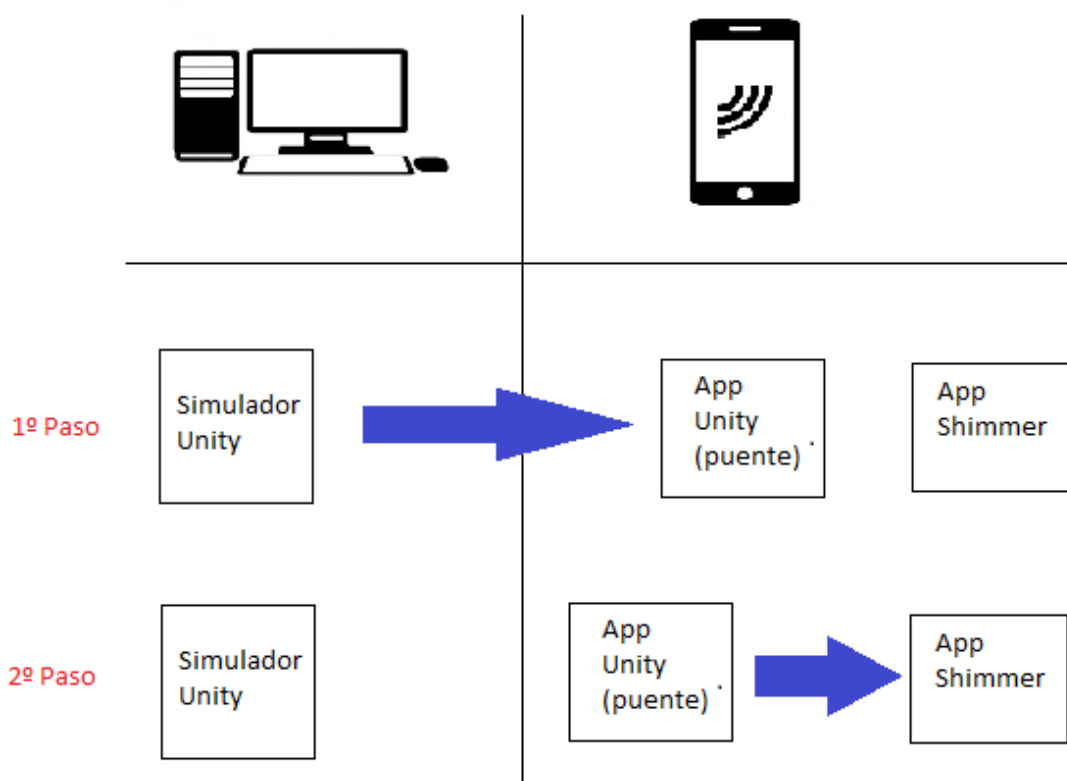 1º Paso
Simulador
Unity
App
Unity
(puente)
App
Shimmer
2º Paso
Simulador
Unity
App
Unity
(puente)
App
Shimmer